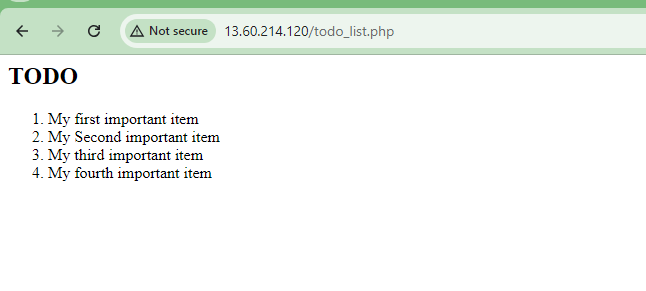 Not secure 13.60.214.120/todo_list.php
TODO
1. My first important item
2. My Second important item
3. My third important item
4. My fourth important item